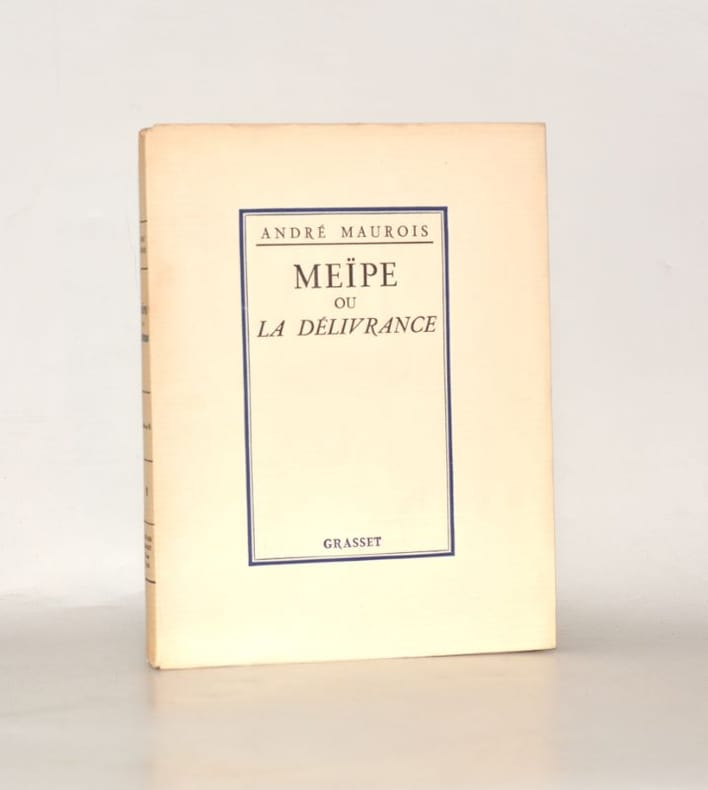 ANDRÉ MAUROIS
MEÏPE
OU
LA DÉLIVRANCE
GRASSET